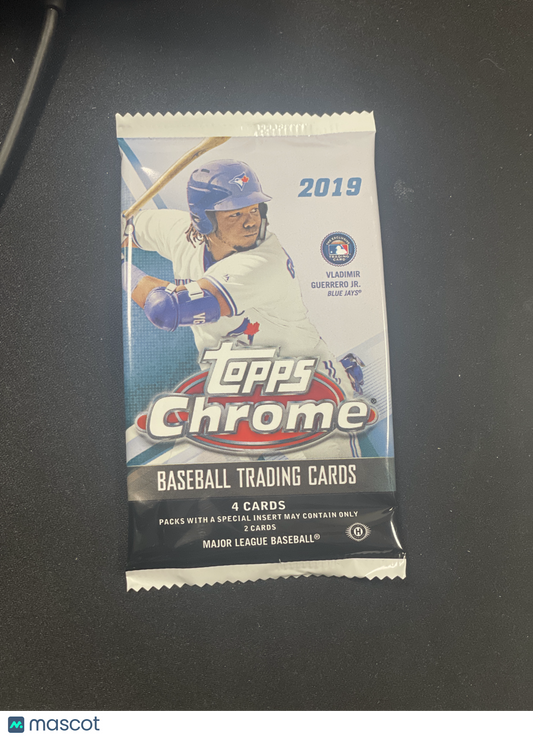 2019
VLADIMIR
GUERRERO JR.
BLUE JAYS®
topps
Chrome®
BASEBALL TRADING CARDS
4 CARDS
PACKS WITH A SPECIAL INSERT MAY CONTAIN ONLY
2 CARDS
MAJOR LEAGUE BASEBALL®
H
mascot